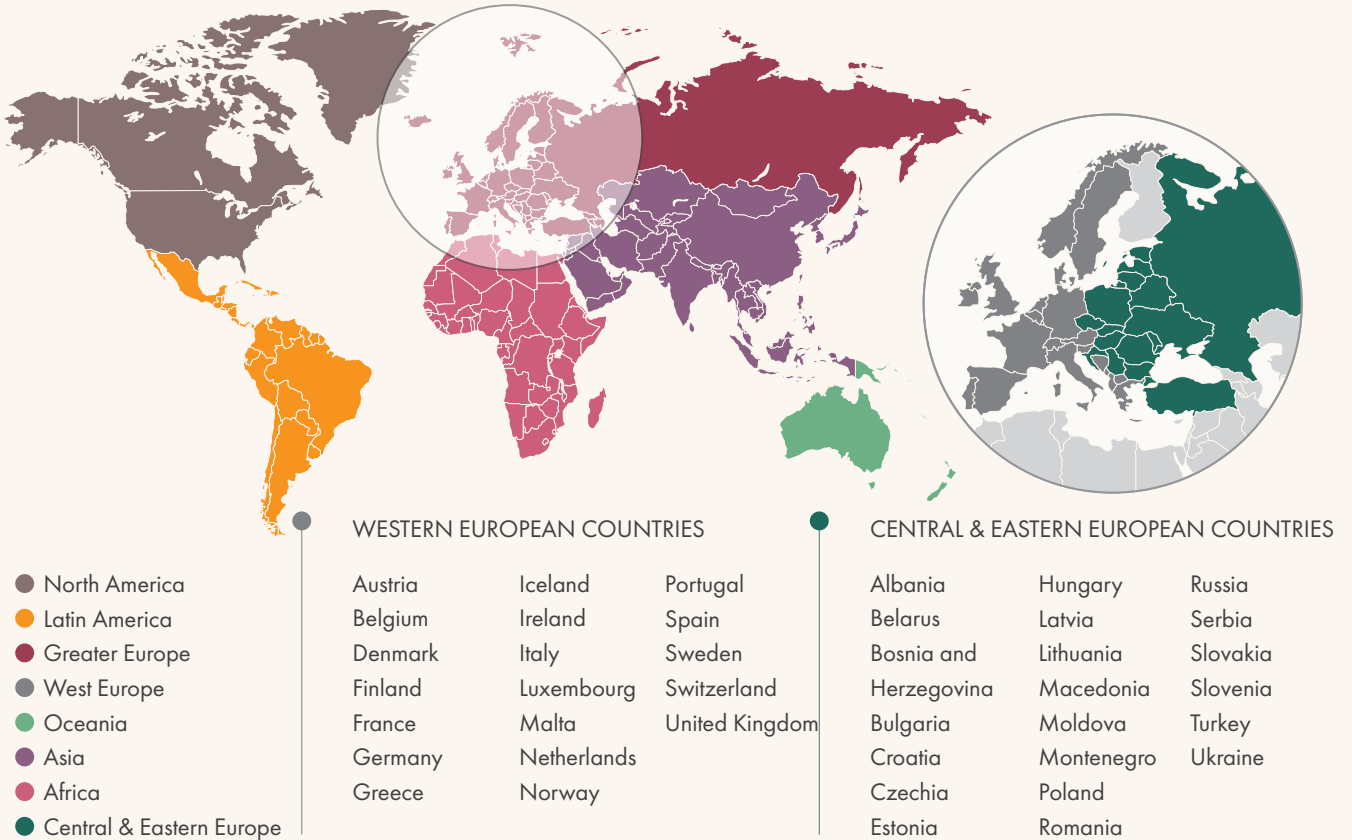 WESTERN EUROPEAN COUNTRIES
CENTRAL & EASTERN EUROPEAN COUNTRIES
North America
Latin America
Greater Europe
West Europe
Oceania
Asia
Africa
Central & Eastern Europe
Austria
Belgium
Denmark
Finland
France
Germany
Greece
Iceland
Ireland
Italy
Luxembourg
Malta
Netherlands
Norway
Portugal
Spain
Sweden
Switzerland
United Kingdom
Albania
Belarus
Bosnia and
Herzegovina
Bulgaria
Croatia
Czechia
Estonia
Hungary
Latvia
Lithuania
Macedonia
Moldova
Montenegro
Poland
Romania
Russia
Serbia
Slovakia
Slovenia
Turkey
Ukraine